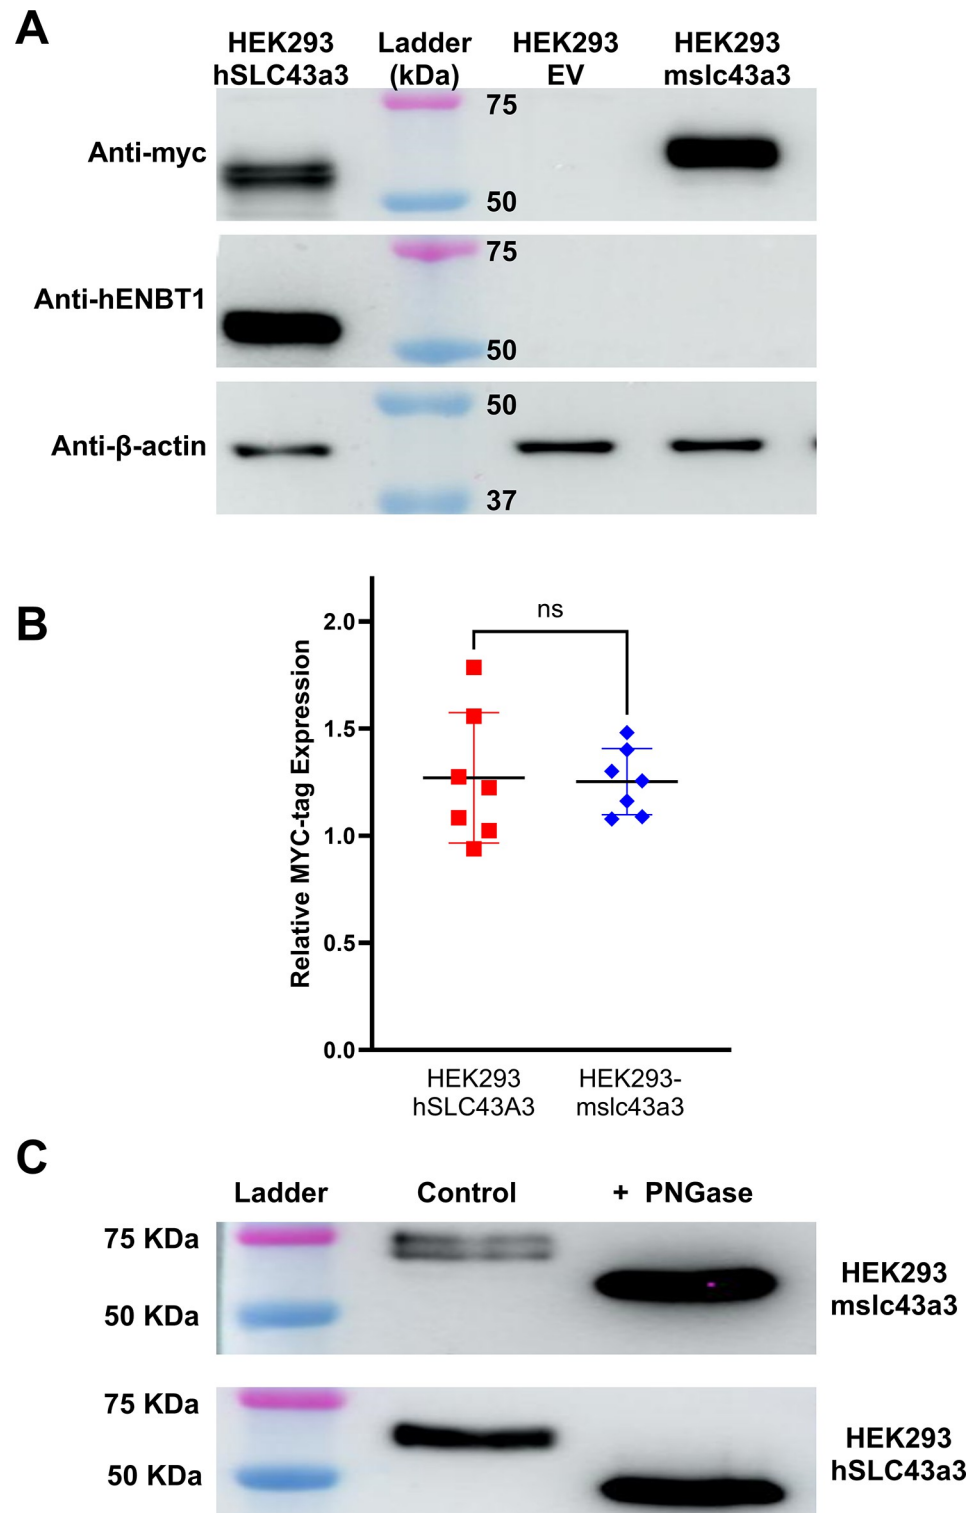 A
HEK293 hSLC43a3
Ladder (kDa)
HEK293 EV
HEK293 mslc43a3
Anti-myc
75
50
Anti-hENBT1
75
50
Anti-β-actin
50
37
B
Relative MYC-tag Expression
2.0
1.5
1.0
0.5
0.0
ns
HEK293 hSLC43A3
HEK293- mslc43a3
C
Ladder
Control
+ PNGase
75 KDa
50 KDa
HEK293 mslc43a3
75 KDa
50 KDa
HEK293 hSLC43a3